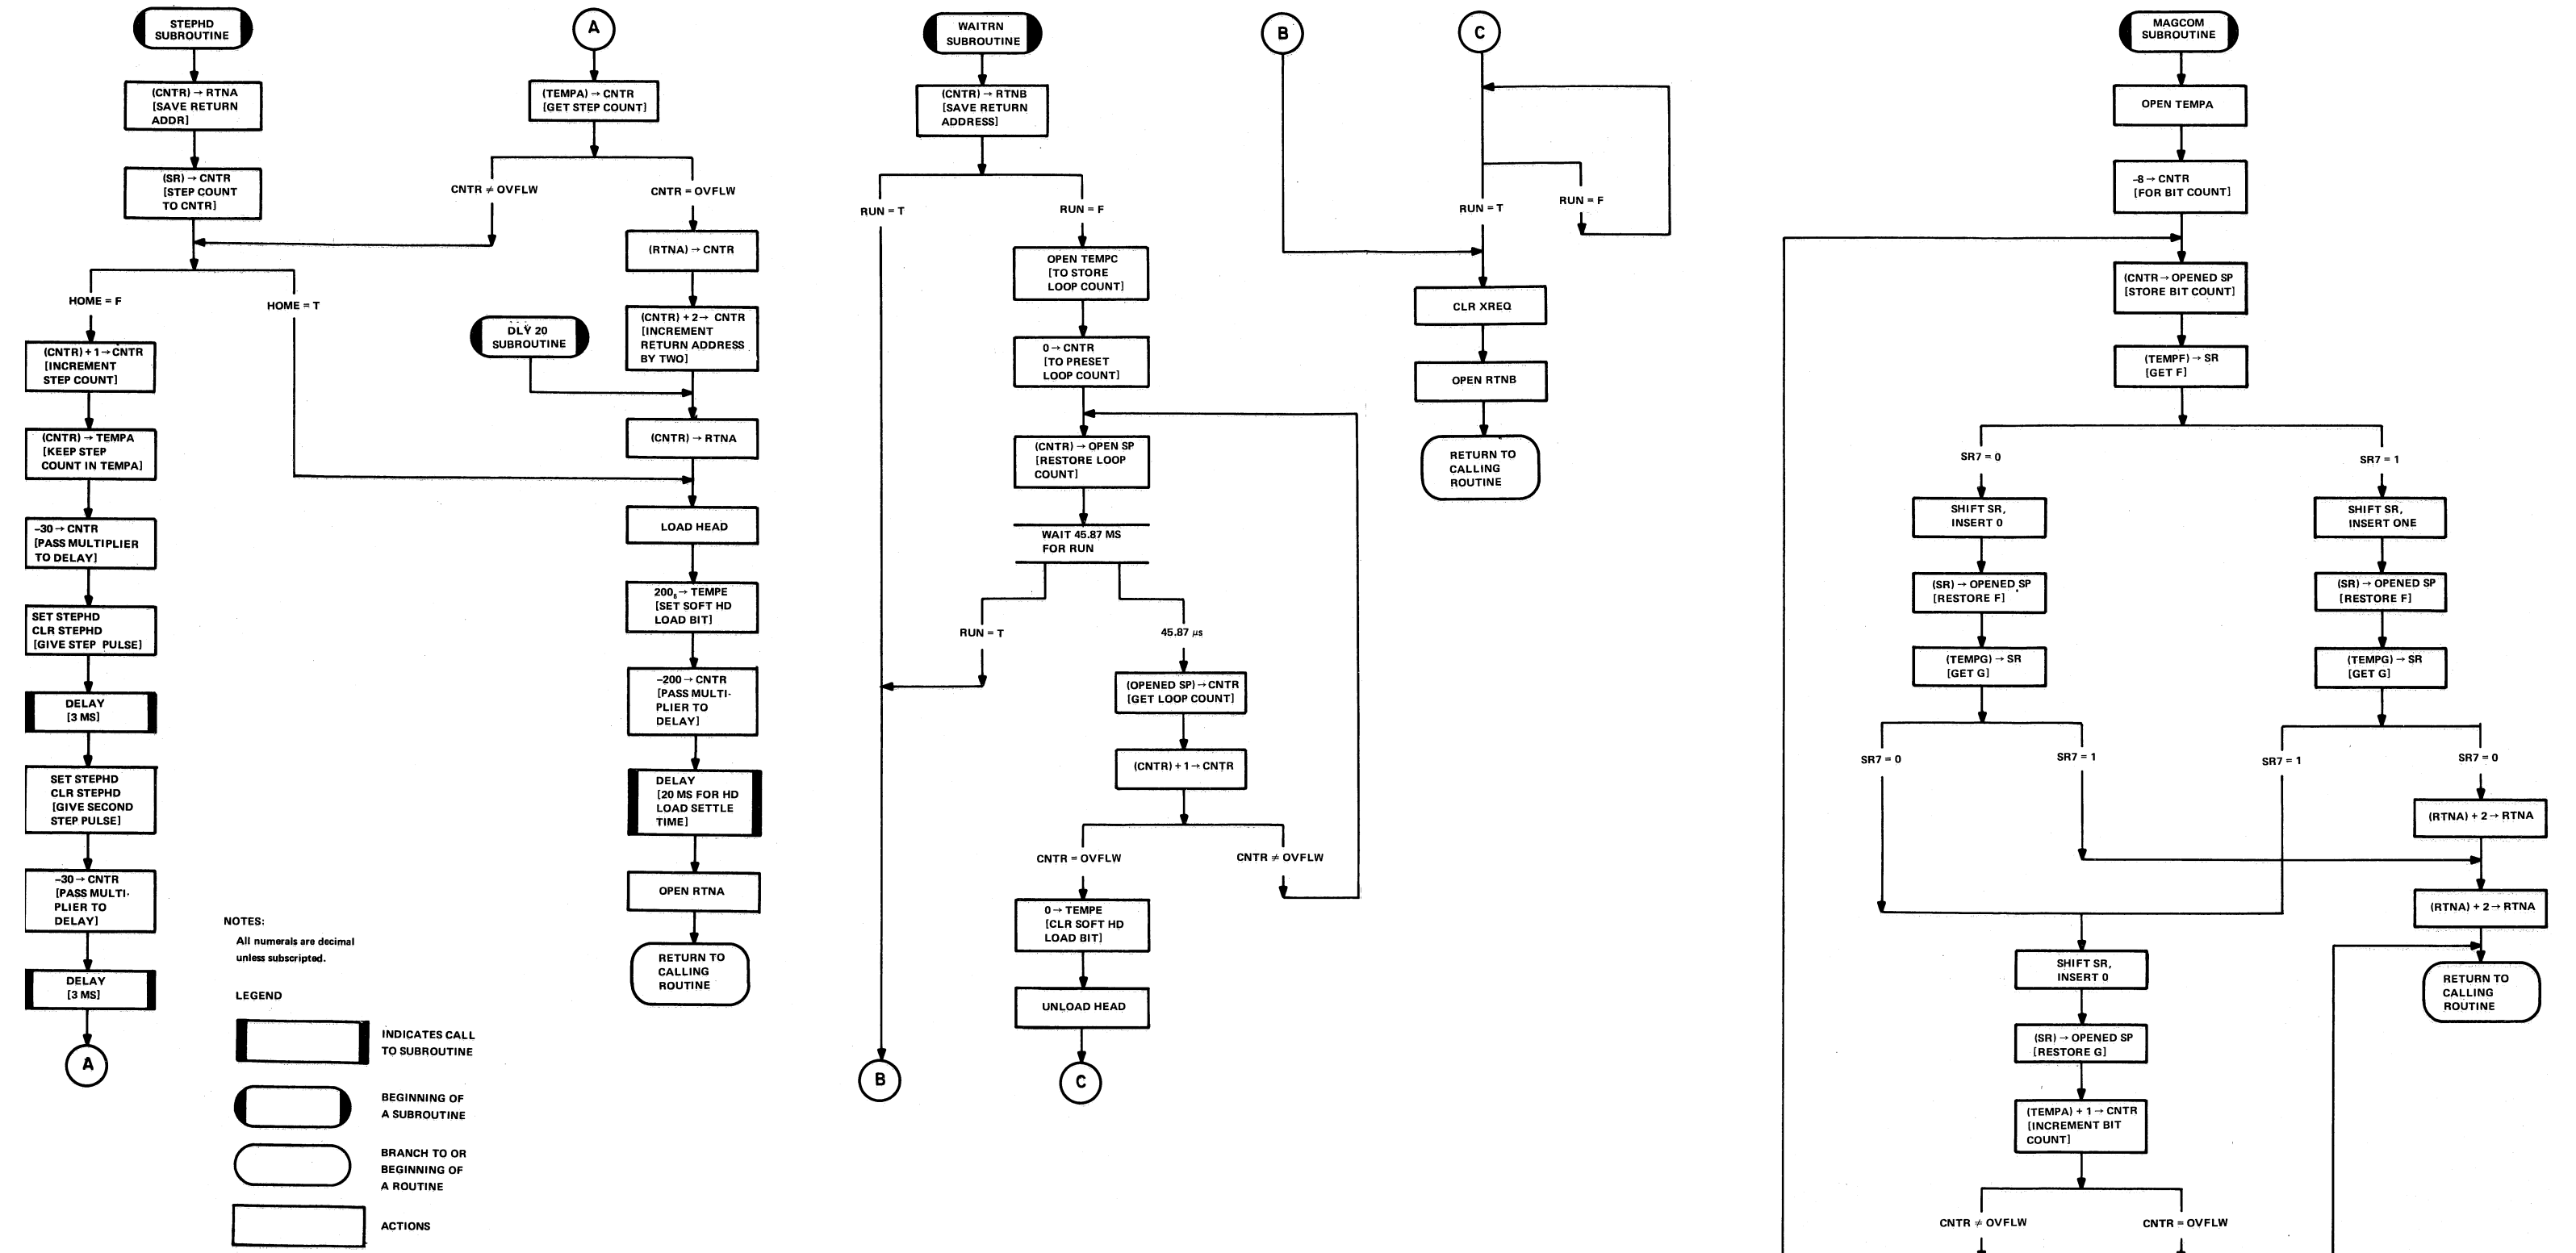 STEPHD
SUBROUTINE
(CNTR) → RTNA
[SAVE RETURN
ADDR]
(SR) → CNTR
[STEP COUNT
TO CNTR]
HOME = F
HOME = T
(CNTR) + 1 → CNTR
[INCREMENT
STEP COUNT]
(CNTR) → TEMPA
[KEEP STEP
COUNT IN TEMPA]
–30 → CNTR
[PASS MULTIPLIER
TO DELAY]
SET STEPHD
CLR STEPHD
[GIVE STEP PULSE]
DELAY
[3 MS]
SET STEPHD
CLR STEPHD
[GIVE SECOND
STEP PULSE]
–30 → CNTR
[PASS MULTI-
PLIER TO
DELAY]
DELAY
[3 MS]
A
NOTES:
All numerals are decimal
unless subscripted.
LEGEND
INDICATES CALL
TO SUBROUTINE
BEGINNING OF
A SUBROUTINE
BRANCH TO OR
BEGINNING OF
A ROUTINE
ACTIONS
A
(TEMPA) → CNTR
[GET STEP COUNT]
CNTR ≠ OVFLW
CNTR = OVFLW
(RTNA) → CNTR
(CNTR) + 2 → CNTR
[INCREMENT
RETURN ADDRESS
BY TWO]
DLY 20
SUBROUTINE
(CNTR) → RTNA
LOAD HEAD
200₈ → TEMPE
[SET SOFT HD
LOAD BIT]
–200 → CNTR
[PASS MULTI-
PLIER TO
DELAY]
DELAY
[20 MS FOR HD
LOAD SETTLE
TIME]
OPEN RTNA
RETURN TO
CALLING
ROUTINE
WAITRN
SUBROUTINE
(CNTR) → RTNB
[SAVE RETURN
ADDRESS]
RUN = T
RUN = F
OPEN TEMPC
[TO STORE
LOOP COUNT]
0 → CNTR
[TO PRESET
LOOP COUNT]
(CNTR) → OPEN SP
[RESTORE LOOP
COUNT]
WAIT 45.87 MS
FOR RUN
RUN = T
45.87 μs
(OPENED SP) → CNTR
[GET LOOP COUNT]
(CNTR) + 1 → CNTR
CNTR = OVFLW
CNTR ≠ OVFLW
0 → TEMPE
[CLR SOFT HD
LOAD BIT]
UNLOAD HEAD
B
C
B
C
RUN = T
RUN = F
CLR XREQ
OPEN RTNB
RETURN TO
CALLING
ROUTINE
MAGCOM
SUBROUTINE
OPEN TEMPA
–8 → CNTR
[FOR BIT COUNT]
(CNTR → OPENED SP
[STORE BIT COUNT]
(TEMPF) → SR
[GET F]
SR7 = 0
SR7 = 1
SHIFT SR,
INSERT 0
SHIFT SR,
INSERT ONE
(SR) → OPENED SP
[RESTORE F]
(SR) → OPENED SP
[RESTORE F]
(TEMPG) → SR
[GET G]
(TEMPG) → SR
[GET G]
SR7 = 0
SR7 = 1
SR7 = 1
SR7 = 0
(RTNA) + 2 → RTNA
(RTNA) + 2 → RTNA
RETURN TO
CALLING
ROUTINE
SHIFT SR,
INSERT 0
(SR) → OPENED SP
[RESTORE G]
(TEMPA) + 1 → CNTR
[INCREMENT BIT
COUNT]
CNTR ≠ OVFLW
CNTR = OVFLW